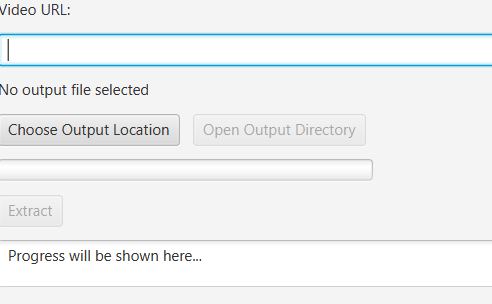 Video URL:
No output file selected
Choose Output Location Open Output Directory
Extract
Progress will be shown here...